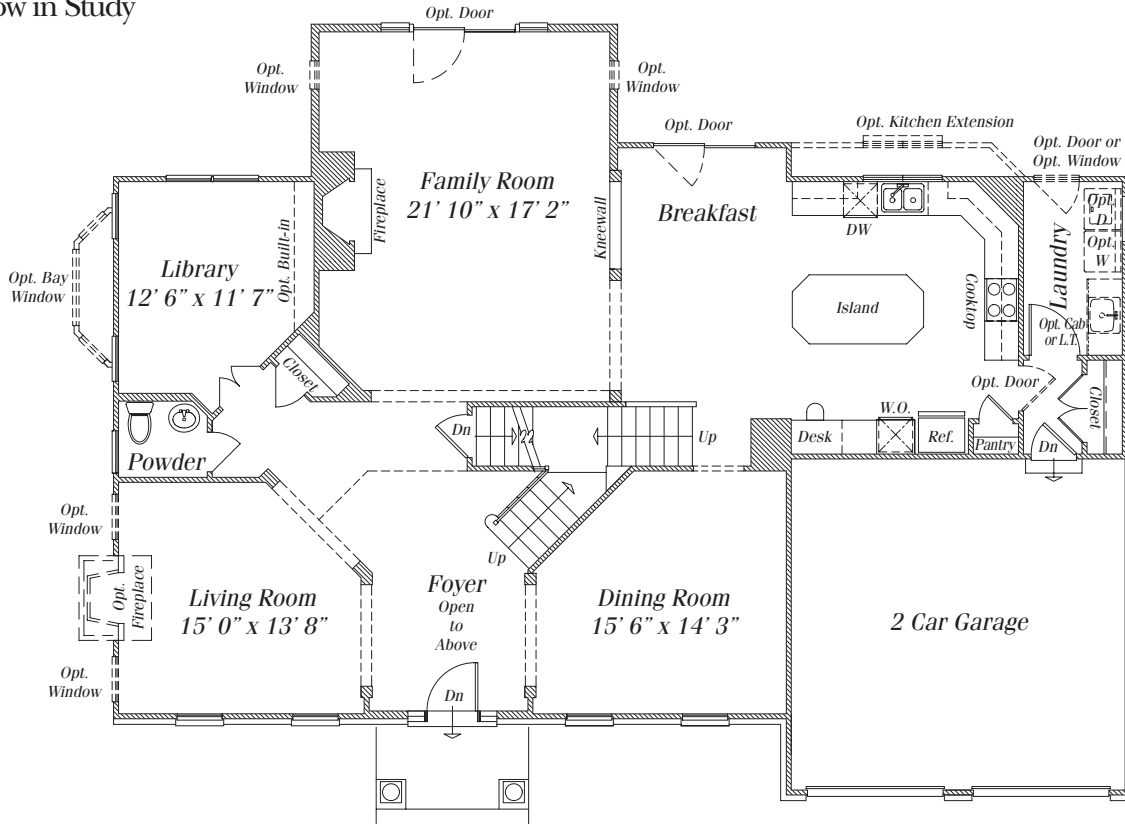 ow in Study
Opt. Door
Opt.
Window
Opt.
Window
Opt. Door
Opt. Kitchen Extension
Opt. Door or
Opt. Window
Family Room
21’ 10” x 17’ 2”
Fireplace
Kneewall
Breakfast
DW
Opt.
D
Opt.
W
Laundry
Library
12’ 6” x 11’ 7”
Opt. Built-in
Opt. Bay
Window
Island
Cooktop
Opt. Cab
or L.T.
Closet
Opt. Door
Closet
Powder
Dn
Up
Desk
W.O.
Ref.
Pantry
Dn
Opt.
Window
Up
Opt.
Fireplace
Living Room
15’ 0” x 13’ 8”
Foyer
Open
to
Above
Dining Room
15’ 6” x 14’ 3”
2 Car Garage
Opt.
Window
Dn